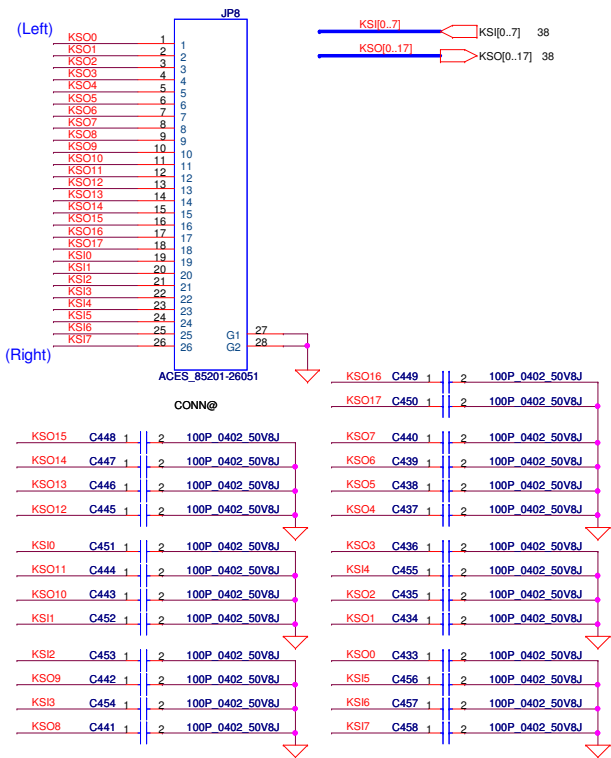 JP8
(Left)
KSI[0..7] KSI[0..7] 38
KSO[0..17] KSO[0..17] 38
KSO0 1 1
KSO1 2 2
KSO2 3 3
KSO3 4 4
KSO4 5 5
KSO5 6 6
KSO6 7 7
KSO7 8 8
KSO8 9 9
KSO9 10 10
KSO10 11 11
KSO11 12 12
KSO12 13 13
KSO13 14 14
KSO14 15 15
KSO15 16 16
KSO16 17 17
KSO17 18 18
KSI0 19 19
KSI1 20 20
KSI2 21 21
KSI3 22 22
KSI4 23 23
KSI5 24 24
KSI6 25 25 G1 27
KSI7 26 26 G2 28
(Right)
ACES_85201-26051
CONN@
KSO16 C449 1 2 100P_0402_50V8J
KSO17 C450 1 2 100P_0402_50V8J
KSO15 C448 1 2 100P_0402_50V8J
KSO14 C447 1 2 100P_0402_50V8J
KSO13 C446 1 2 100P_0402_50V8J
KSO12 C445 1 2 100P_0402_50V8J
KSI0 C451 1 2 100P_0402_50V8J
KSO11 C444 1 2 100P_0402_50V8J
KSO10 C443 1 2 100P_0402_50V8J
KSI1 C452 1 2 100P_0402_50V8J
KSI2 C453 1 2 100P_0402_50V8J
KSO9 C442 1 2 100P_0402_50V8J
KSI3 C454 1 2 100P_0402_50V8J
KSO8 C441 1 2 100P_0402_50V8J
KSO7 C440 1 2 100P_0402_50V8J
KSO6 C439 1 2 100P_0402_50V8J
KSO5 C438 1 2 100P_0402_50V8J
KSO4 C437 1 2 100P_0402_50V8J
KSO3 C436 1 2 100P_0402_50V8J
KSI4 C455 1 2 100P_0402_50V8J
KSO2 C435 1 2 100P_0402_50V8J
KSO1 C434 1 2 100P_0402_50V8J
KSO0 C433 1 2 100P_0402_50V8J
KSI5 C456 1 2 100P_0402_50V8J
KSI6 C457 1 2 100P_0402_50V8J
KSI7 C458 1 2 100P_0402_50V8J